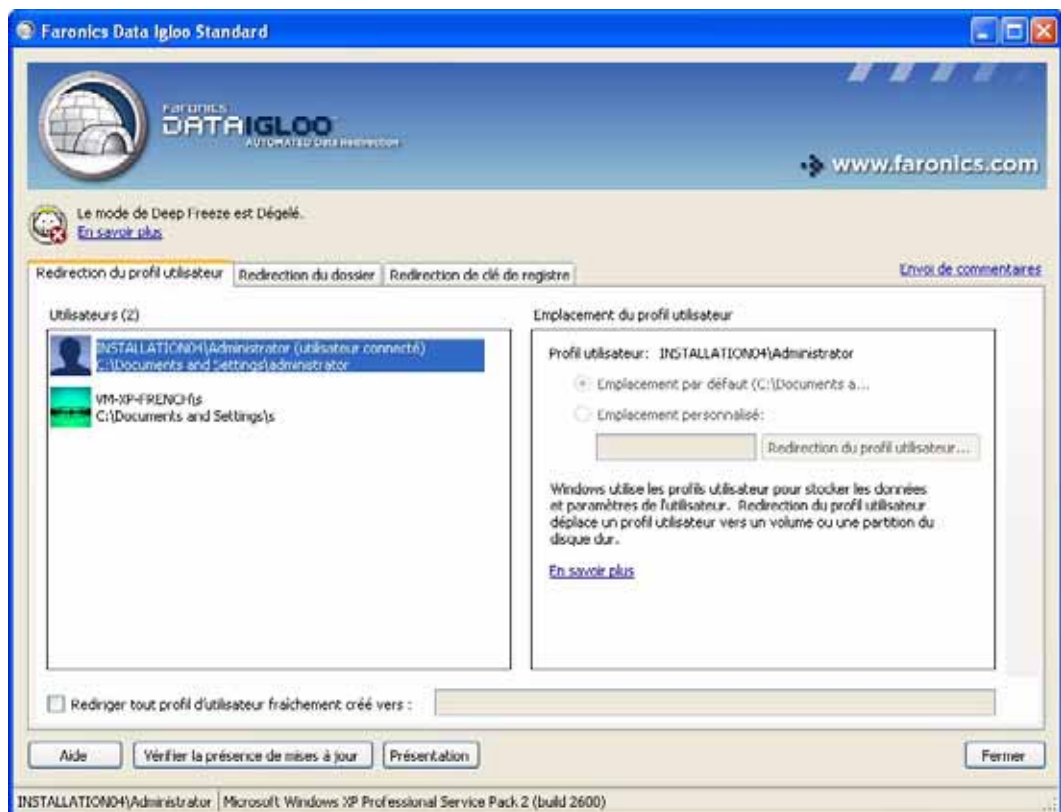 Faronics Data Igloo Standard
FARONICS
DATAIGLOO
AUTOMATED Data Redirection
www.faronics.com
Le mode de Deep Freeze est Dégelé.
En savoir plus
Redirection du profil utilisateur
Redirection du dossier
Redirection de clé de registre
Envoi de commentaires
Utilisateurs (2)
INSTALLATION04\Administrator (utilisateur connecté)
C:\Documents and Settings\administrator
VM-XP-FRENCH\s
C:\Documents and Settings\s
Emplacement du profil utilisateur
Profil utilisateur: INSTALLATION04\Administrator
Emplacement par défaut (C:\Documents a...
Emplacement personnalisé:
Redirection du profil utilisateur...
Windows utilise les profils utilisateur pour stocker les données
et paramètres de l'utilisateur. Redirection du profil utilisateur
déplace un profil utilisateur vers un volume ou une partition du
disque dur.
En savoir plus
Rediriger tout profil d'utilisateur fraîchement créé vers :
Aide
Vérifier la présence de mises à jour
Présentation
Fermer
INSTALLATION04\Administrator
Microsoft Windows XP Professional Service Pack 2 (build 2600)